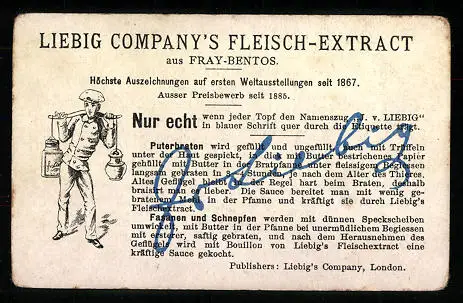 LIEBIG COMPANY'S FLEISCH-EXTRACT
aus FRAY-BENTOS.
Höchste Auszeichnungen auf ersten Weltausstellungen seit 1867.
Ausser Preisbewerb seit 1885.
Nur echt wenn jeder Topf den Namenszug „J. v. LIEBIG“
in blauer Schrift quer durch die Etiquette trägt.
Puterbraten wird gefüllt und ungefüllt, auch mit Trüffeln
unter der Haut gespickt, in die mit Butter bestrichenes Papier
gehüllt mit Butter in der Bratpfanne unter fleissigem Begiessen
langsam gebraten in Stunden, je nach dem Alter des Thieres.
Altes Geflügel bleibt in der Regel hart beim Braten, deshalb
braisirt man es lieber. Die Sauce bereitet man mit wenig ge-
bratenem Mehl in der Pfanne und kräftigt sie durch Liebig's
Fleischextract.
Fasanen und Schnepfen werden mit dünnen Speckscheiben
umwickelt, mit Butter in der Pfanne bei unermüdlichem Begiessen
mit ersterer, saftig gebraten, und nach dem Herausnehmen des
Geflügels wird mit Bouillon von Liebig's Fleischextract eine
kräftige Sauce gekocht.
Publishers: Liebig's Company, London.
J v Liebig